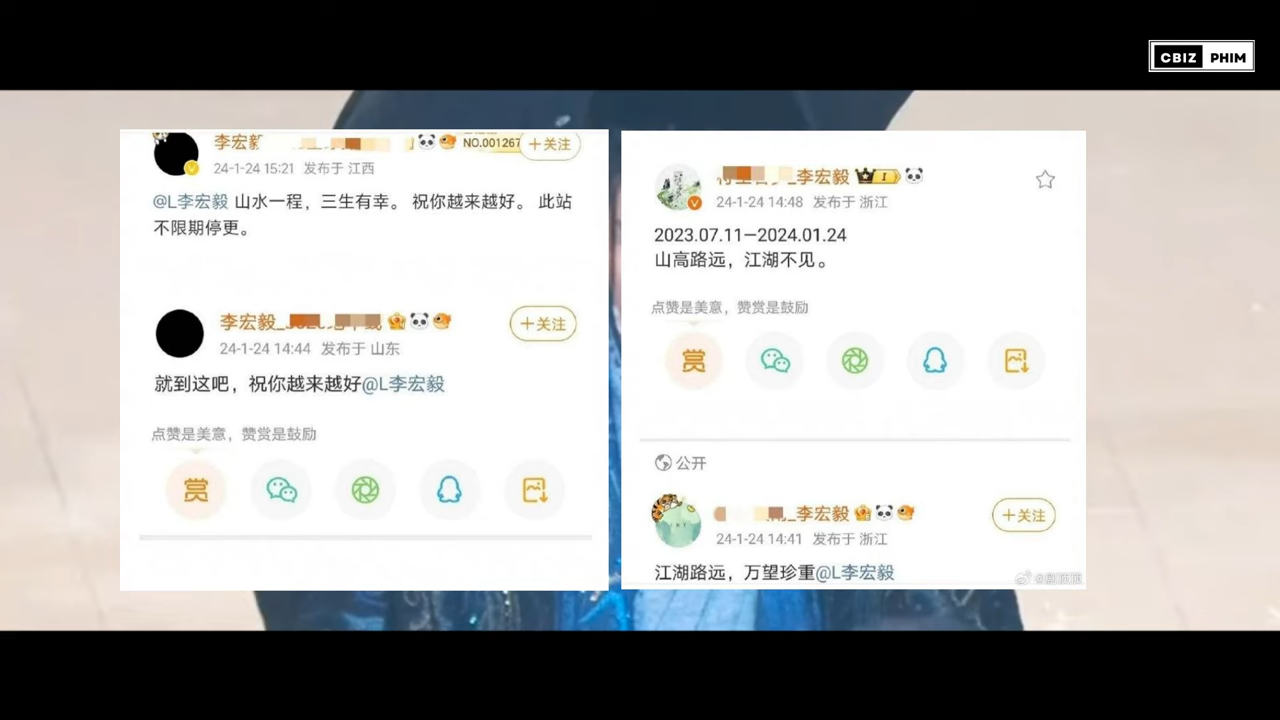 CBIZ PHIM
李宏毅
NO.001267
+关注
24-1-24 15:21 发布于 江西
@L李宏毅 山水一程，三生有幸。 祝你越来越好。 此站
不限期停更。
李宏毅_
+关注
24-1-24 14:44 发布于 山东
就到这吧，祝你越来越好@L李宏毅
点赞是美意，赞赏是鼓励
赏
李宏毅
I
24-1-24 14:48 发布于 浙江
2023.07.11—2024.01.24
山高路远，江湖不见。
点赞是美意，赞赏是鼓励
赏
公开
_李宏毅
+关注
24-1-24 14:41 发布于 浙江
江湖路远，万望珍重@L李宏毅